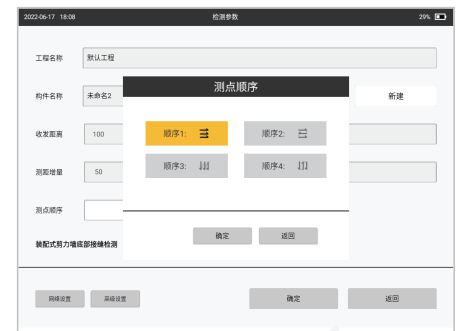 2022-06-17 18:08 检测参数 29%
工程名称 默认工程
测点顺序
构件名称 未命名2 新建
收发距离 100
顺序1: 顺序2:
顺序3: 顺序4:
测距增量 50
测点顺序
确定 返回
装配式剪力墙底部接缝检测
网络设置 高级设置 确定 返回